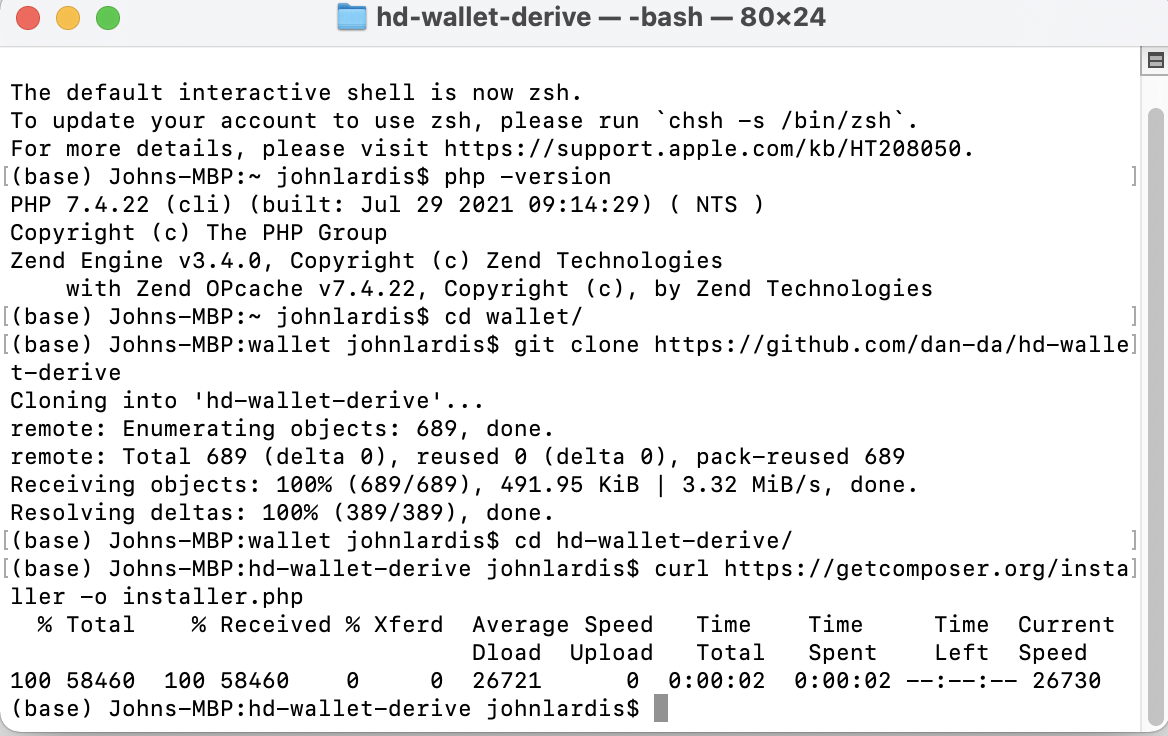 hd-wallet-derive — -bash — 80×24
The default interactive shell is now zsh.
To update your account to use zsh, please run `chsh -s /bin/zsh`.
For more details, please visit https://support.apple.com/kb/HT208050.
[(base) Johns-MBP:~ johnlardis$ php -version ]
PHP 7.4.22 (cli) (built: Jul 29 2021 09:14:29) ( NTS )
Copyright (c) The PHP Group
Zend Engine v3.4.0, Copyright (c) Zend Technologies
    with Zend OPcache v7.4.22, Copyright (c), by Zend Technologies
[(base) Johns-MBP:~ johnlardis$ cd wallet/ ]
[(base) Johns-MBP:wallet johnlardis$ git clone https://github.com/dan-da/hd-walle]
t-derive
Cloning into 'hd-wallet-derive'...
remote: Enumerating objects: 689, done.
remote: Total 689 (delta 0), reused 0 (delta 0), pack-reused 689
Receiving objects: 100% (689/689), 491.95 KiB | 3.32 MiB/s, done.
Resolving deltas: 100% (389/389), done.
[(base) Johns-MBP:wallet johnlardis$ cd hd-wallet-derive/ ]
[(base) Johns-MBP:hd-wallet-derive johnlardis$ curl https://getcomposer.org/insta]
ller -o installer.php
  % Total    % Received % Xferd  Average Speed   Time    Time     Time  Current
                                 Dload  Upload   Total   Spent    Left  Speed
100 58460  100 58460    0     0  26721      0  0:00:02  0:00:02 --:--:-- 26730
(base) Johns-MBP:hd-wallet-derive johnlardis$